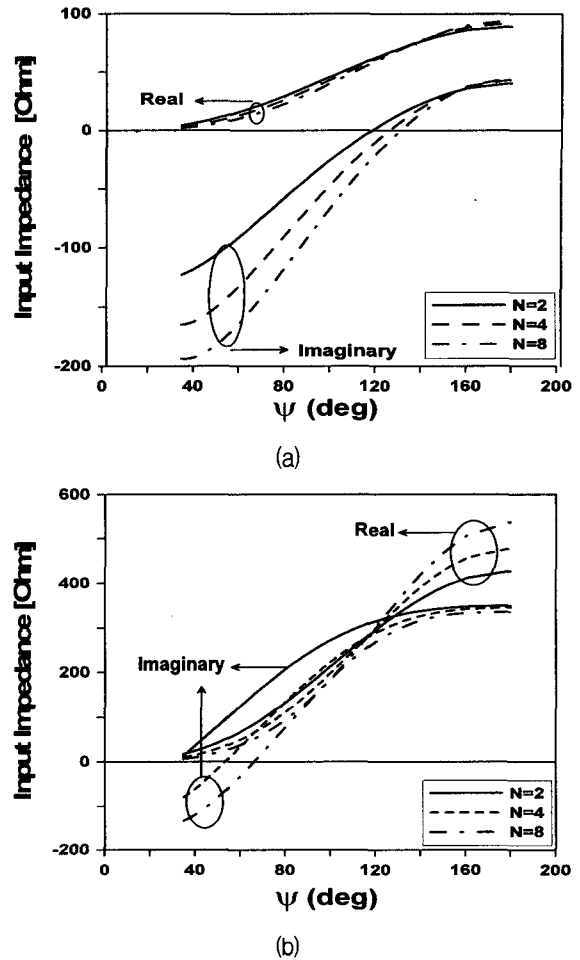 100
0
-100
-200
Input Impedance [Ohm]
Real
Imaginary
N=2
N=4
N=8
0 40 80 120 160 200
Ψ (deg)
(a)
600
400
200
0
-200
Input Impedance [Ohm]
Real
Imaginary
N=2
N=4
N=8
0 40 80 120 160 200
Ψ (deg)
(b)